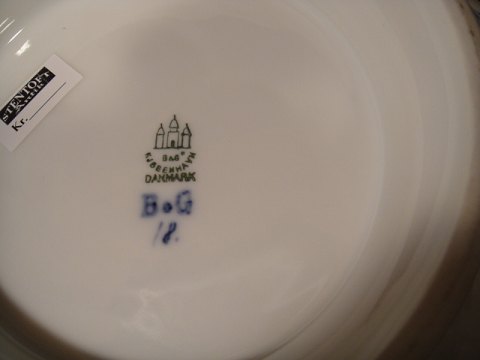 STENTOFT
Kr.
B&G
KJØBENHAVN
DANMARK
B&G
18.